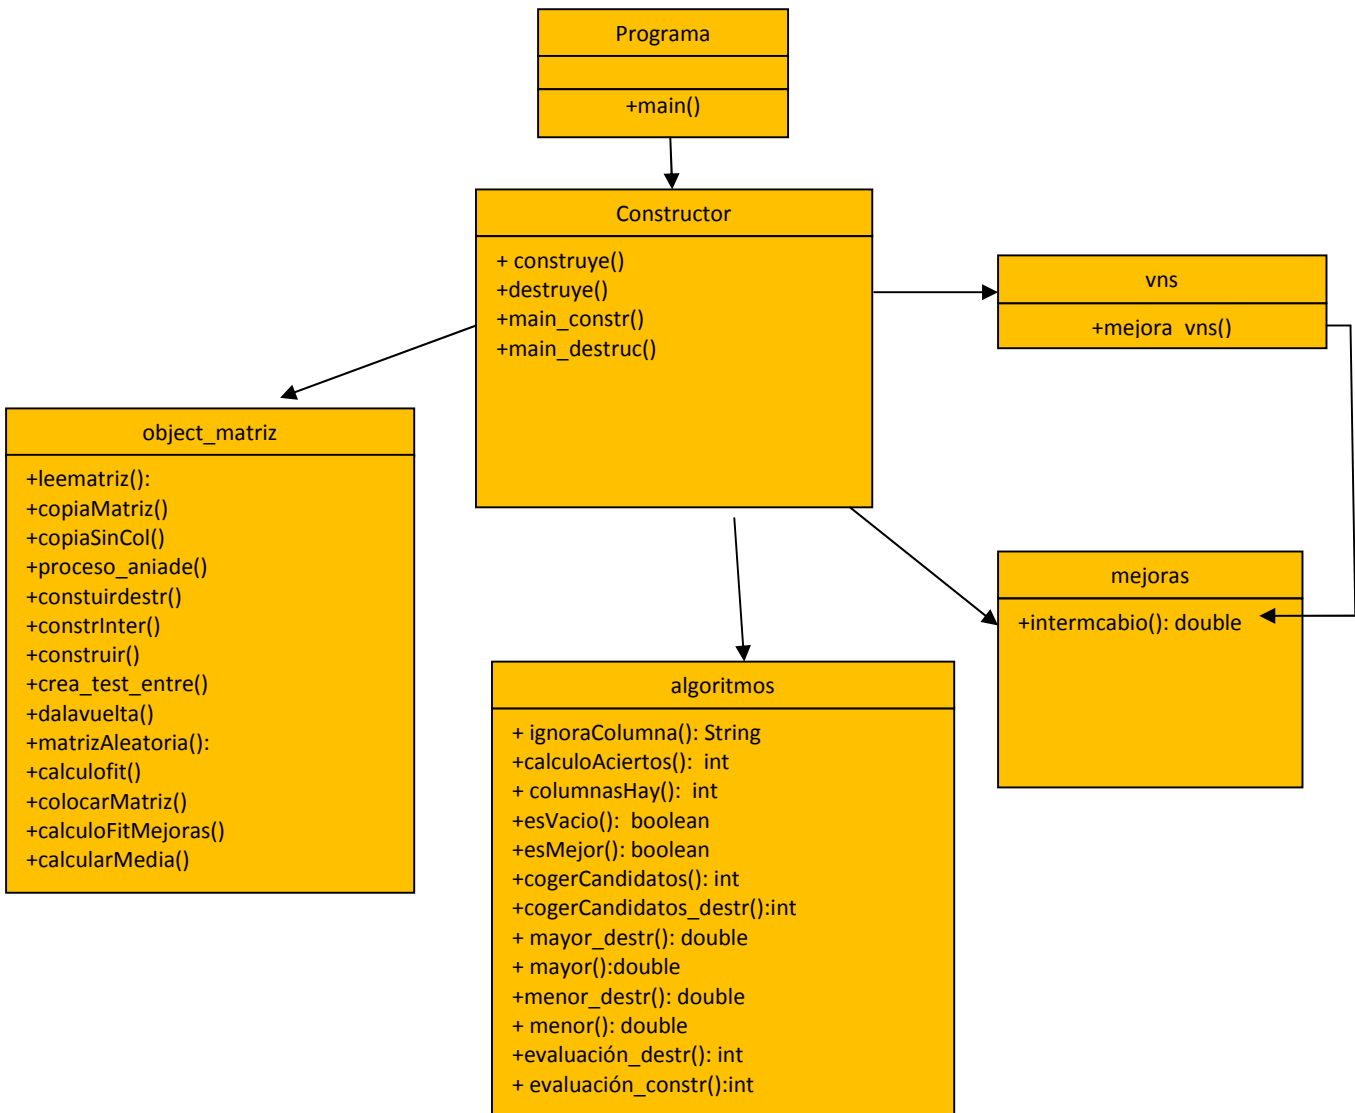 Programa
+main()
Constructor
+ construye()
+destruye()
+main_constr()
+main_destruc()
vns
+mejora vns()
object_matriz
+leematriz():
+copiaMatriz()
+copiaSinCol()
+proceso_aniade()
+constuirdestr()
+constrInter()
+construir()
+crea_test_entre()
+dalavuelta()
+matrizAleatoria():
+calculofit()
+colocarMatriz()
+calculoFitMejoras()
+calcularMedia()
mejoras
+intermcabio(): double
algoritmos
+ ignoraColumna(): String
+calculoAciertos(): int
+ columnasHay(): int
+esVacio(): boolean
+esMejor(): boolean
+cogerCandidatos(): int
+cogerCandidatos_destr():int
+ mayor_destr(): double
+ mayor():double
+menor_destr(): double
+ menor(): double
+evaluación_destr(): int
+ evaluación_constr():int